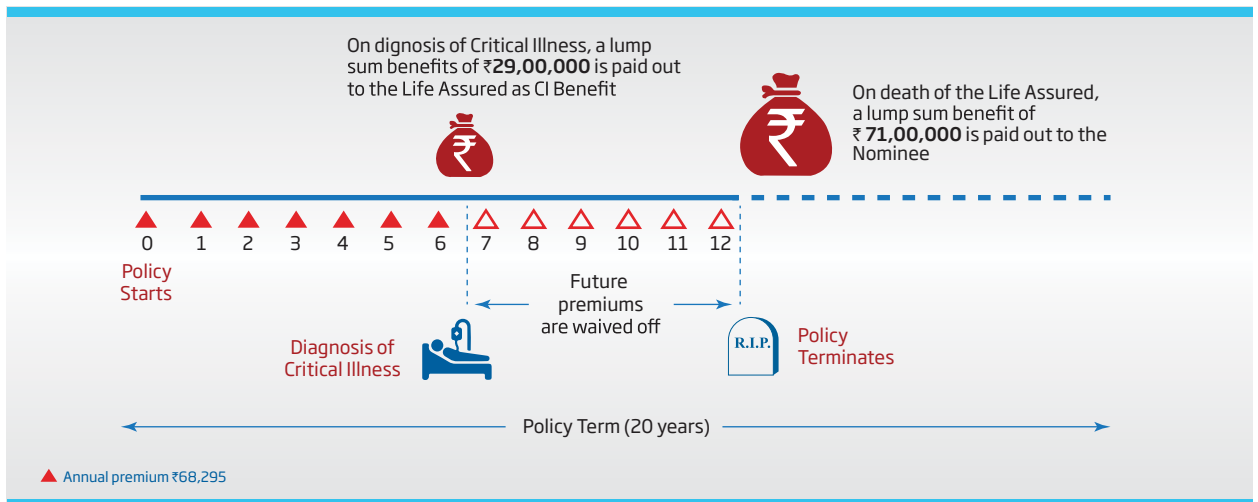 On dignosis of Critical Illness, a lump
sum benefits of ₹29,00,000 is paid out
to the Life Assured as CI Benefit
On death of the Life Assured,
a lump sum benefit of
₹ 71,00,000 is paid out to the
Nominee
₹
₹
0 1 2 3 4 5 6 7 8 9 10 11 12
Policy
Starts
Future
premiums
are waived off
Diagnosis of
Critical Illness
R.I.P.
Policy
Terminates
Policy Term (20 years)
Annual premium ₹68,295